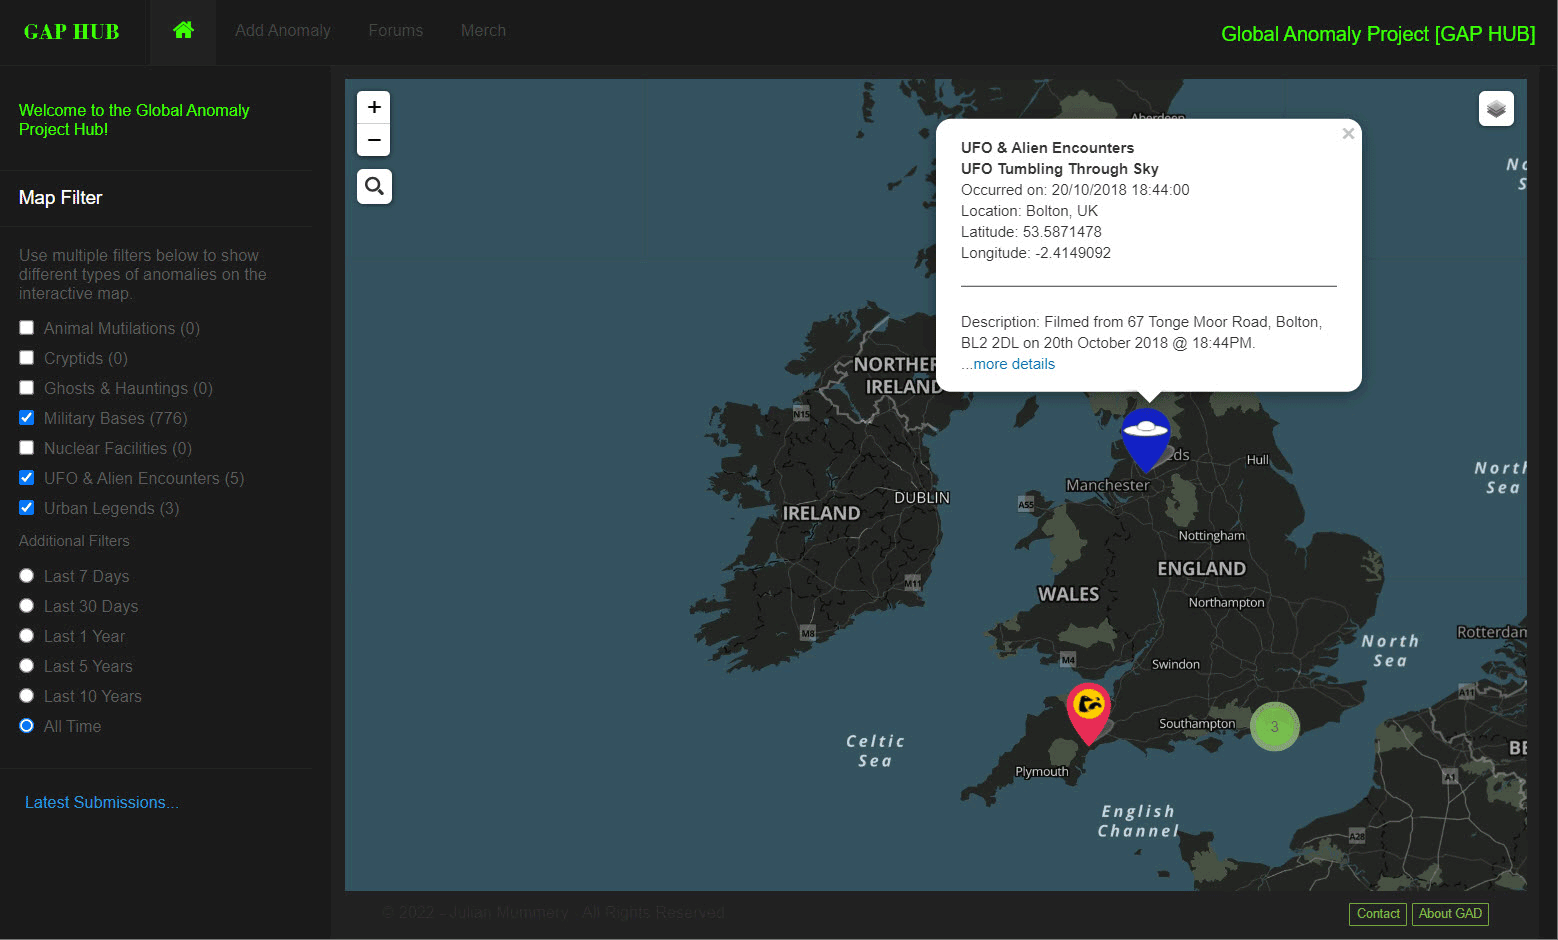 GAP HUB
Add Anomaly
Forums
Merch
Global Anomaly Project [GAP HUB]
Welcome to the Global Anomaly
Project Hub!
Map Filter
Use multiple filters below to show
different types of anomalies on the
interactive map.
Animal Mutilations (0)
Cryptids (0)
Ghosts & Hauntings (0)
Military Bases (776)
Nuclear Facilities (0)
UFO & Alien Encounters (5)
Urban Legends (3)
Additional Filters
Last 7 Days
Last 30 Days
Last 1 Year
Last 5 Years
Last 10 Years
All Time
Latest Submissions...
+
−
Aberdeen
×
UFO & Alien Encounters
UFO Tumbling Through Sky
Occurred on: 20/10/2018 18:44:00
Location: Bolton, UK
Latitude: 53.5871478
Longitude: -2.4149092
Description: Filmed from 67 Tonge Moor Road, Bolton,
BL2 2DL on 20th October 2018 @ 18:44PM.
...more details
No
S
NORTHER
IRELAND
N15
eds
Hull
North
Sea
Manchester
DUBLIN
A55
IRELAND
Nottingham
ENGLAND
M11
WALES
Northampton
M8
Rotterdam
North
Sea
M4
Swindon
A11
Southampton
3
Celtic
Sea
BE
Plymouth
A1
English
Channel
A28
© 2022 - Julian Mummery . All Rights Reserved
Contact
About GAD